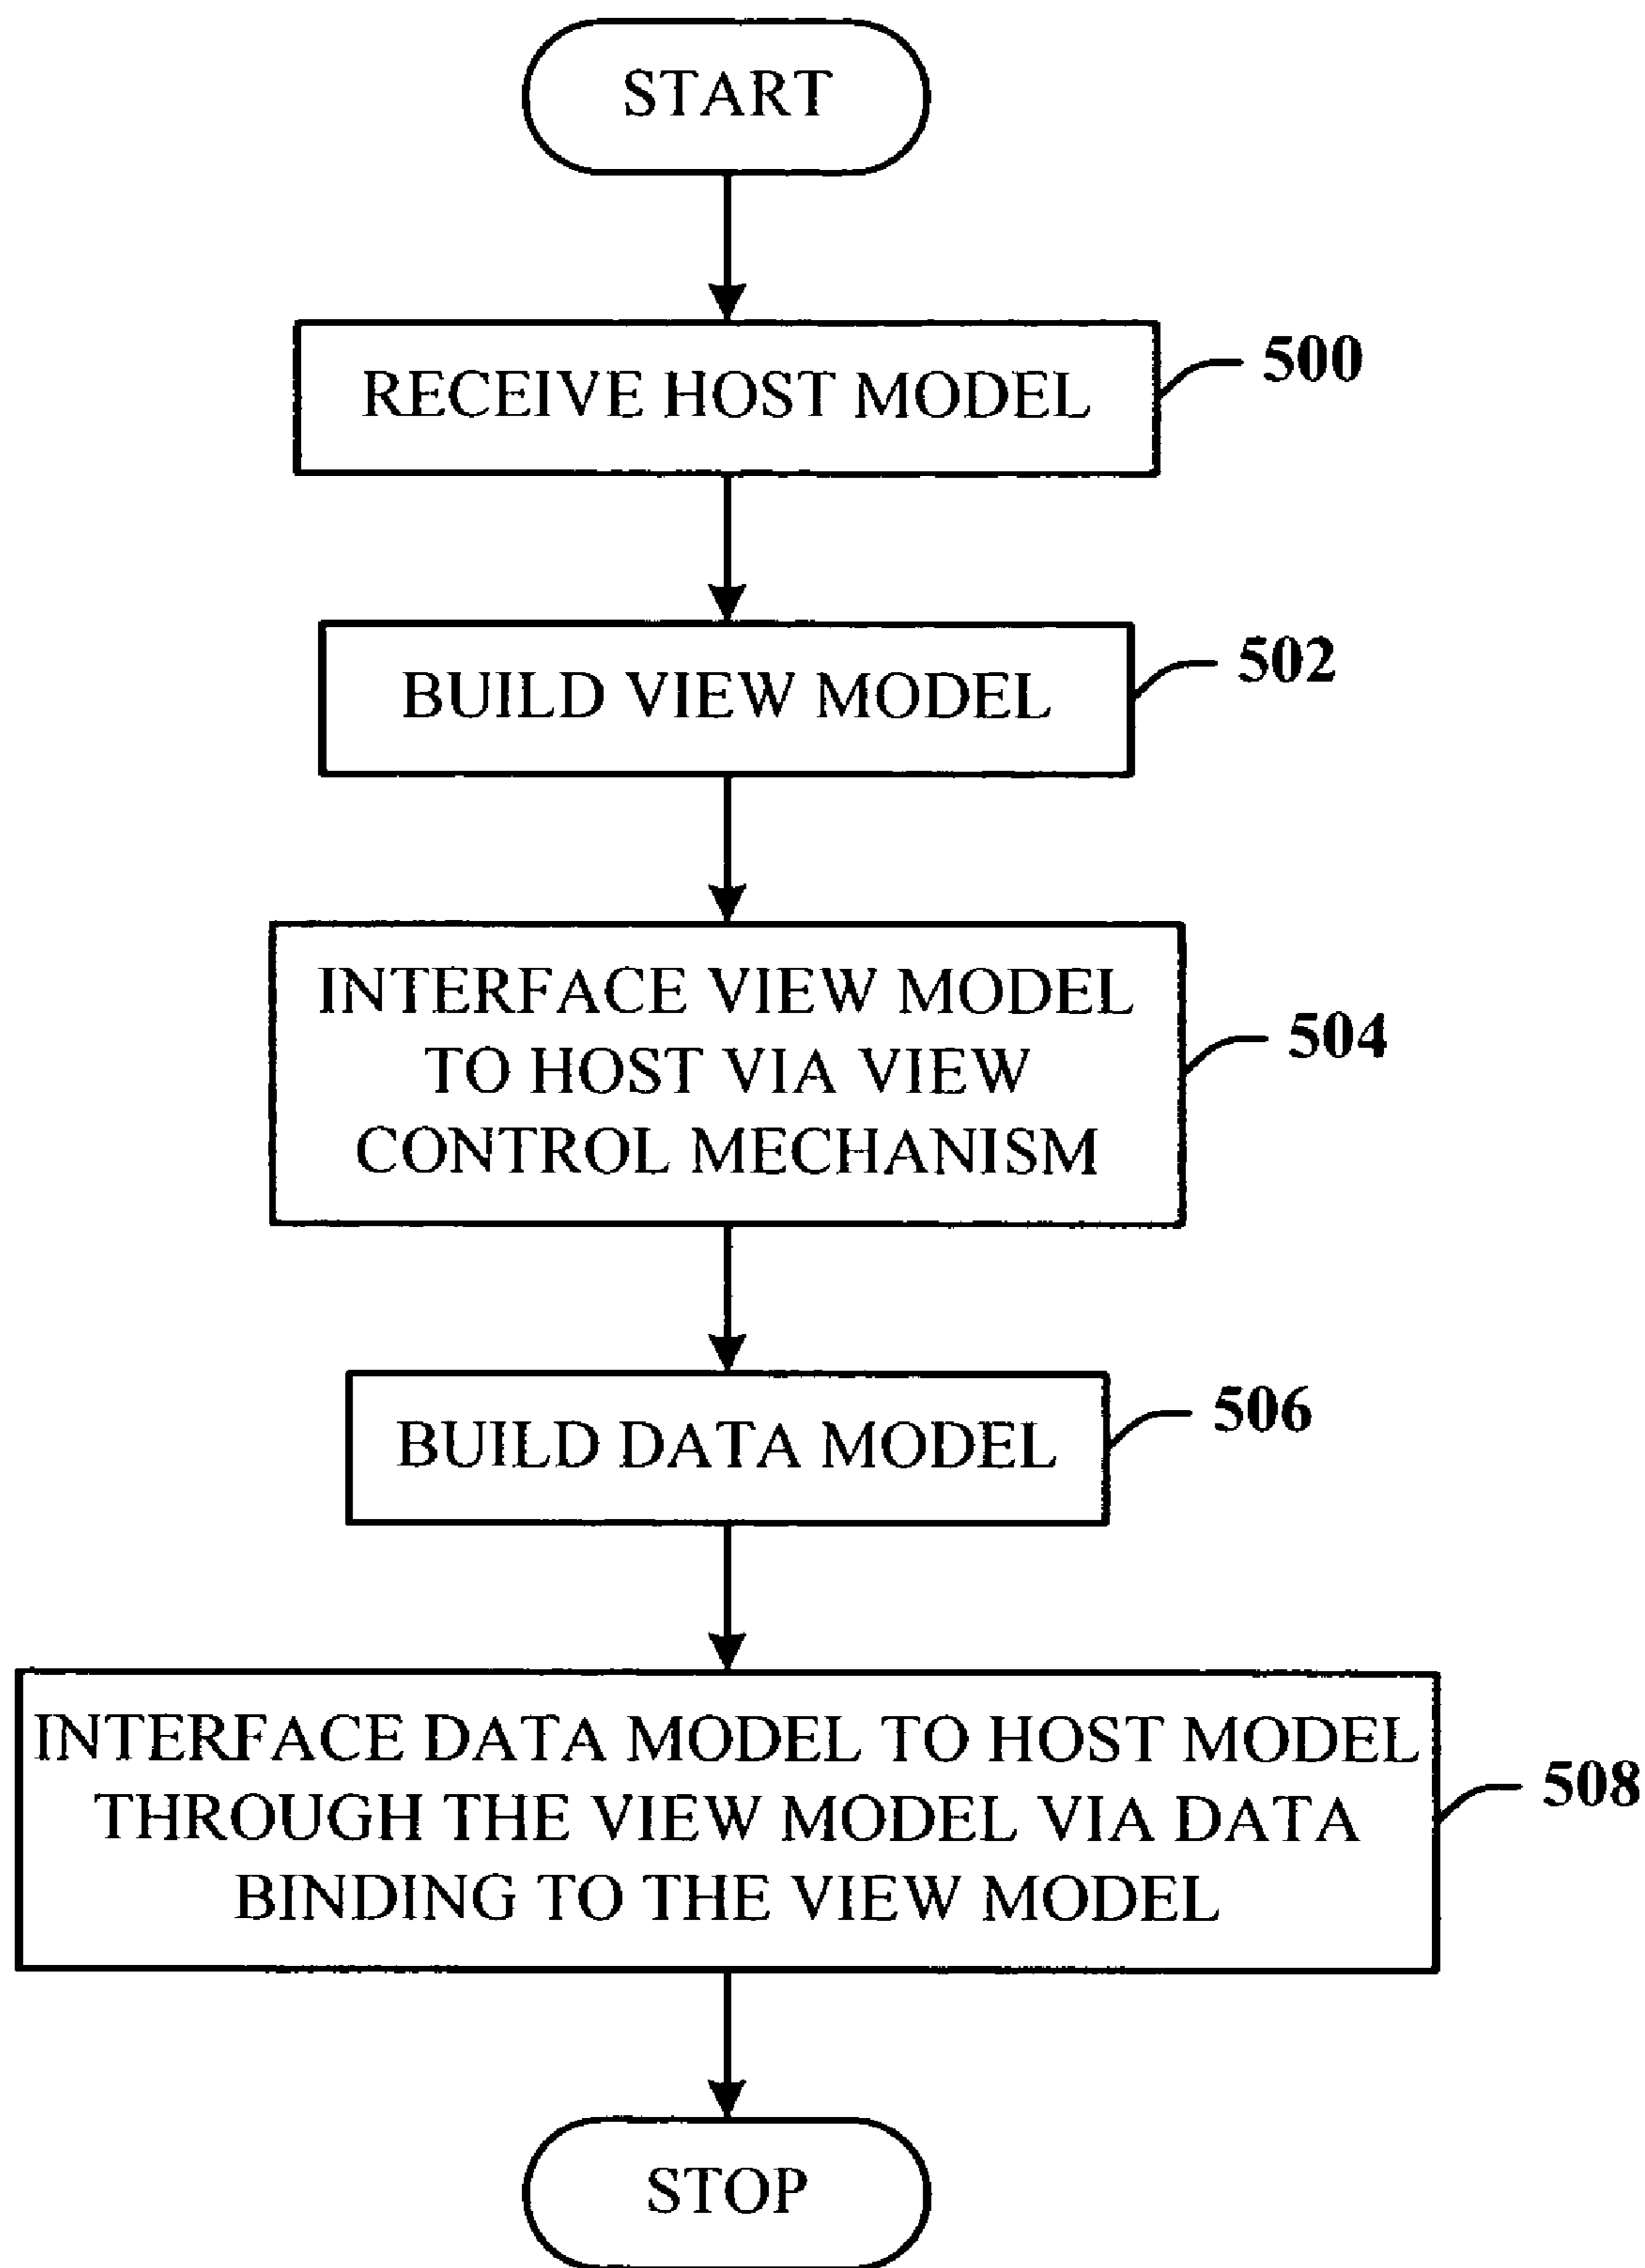 START
RECEIVE HOST MODEL
500
BUILD VIEW MODEL
502
INTERFACE VIEW MODEL
TO HOST VIA VIEW
CONTROL MECHANISM
504
BUILD DATA MODEL
506
INTERFACE DATA MODEL TO HOST MODEL
THROUGH THE VIEW MODEL VIA DATA
BINDING TO THE VIEW MODEL
508
STOP